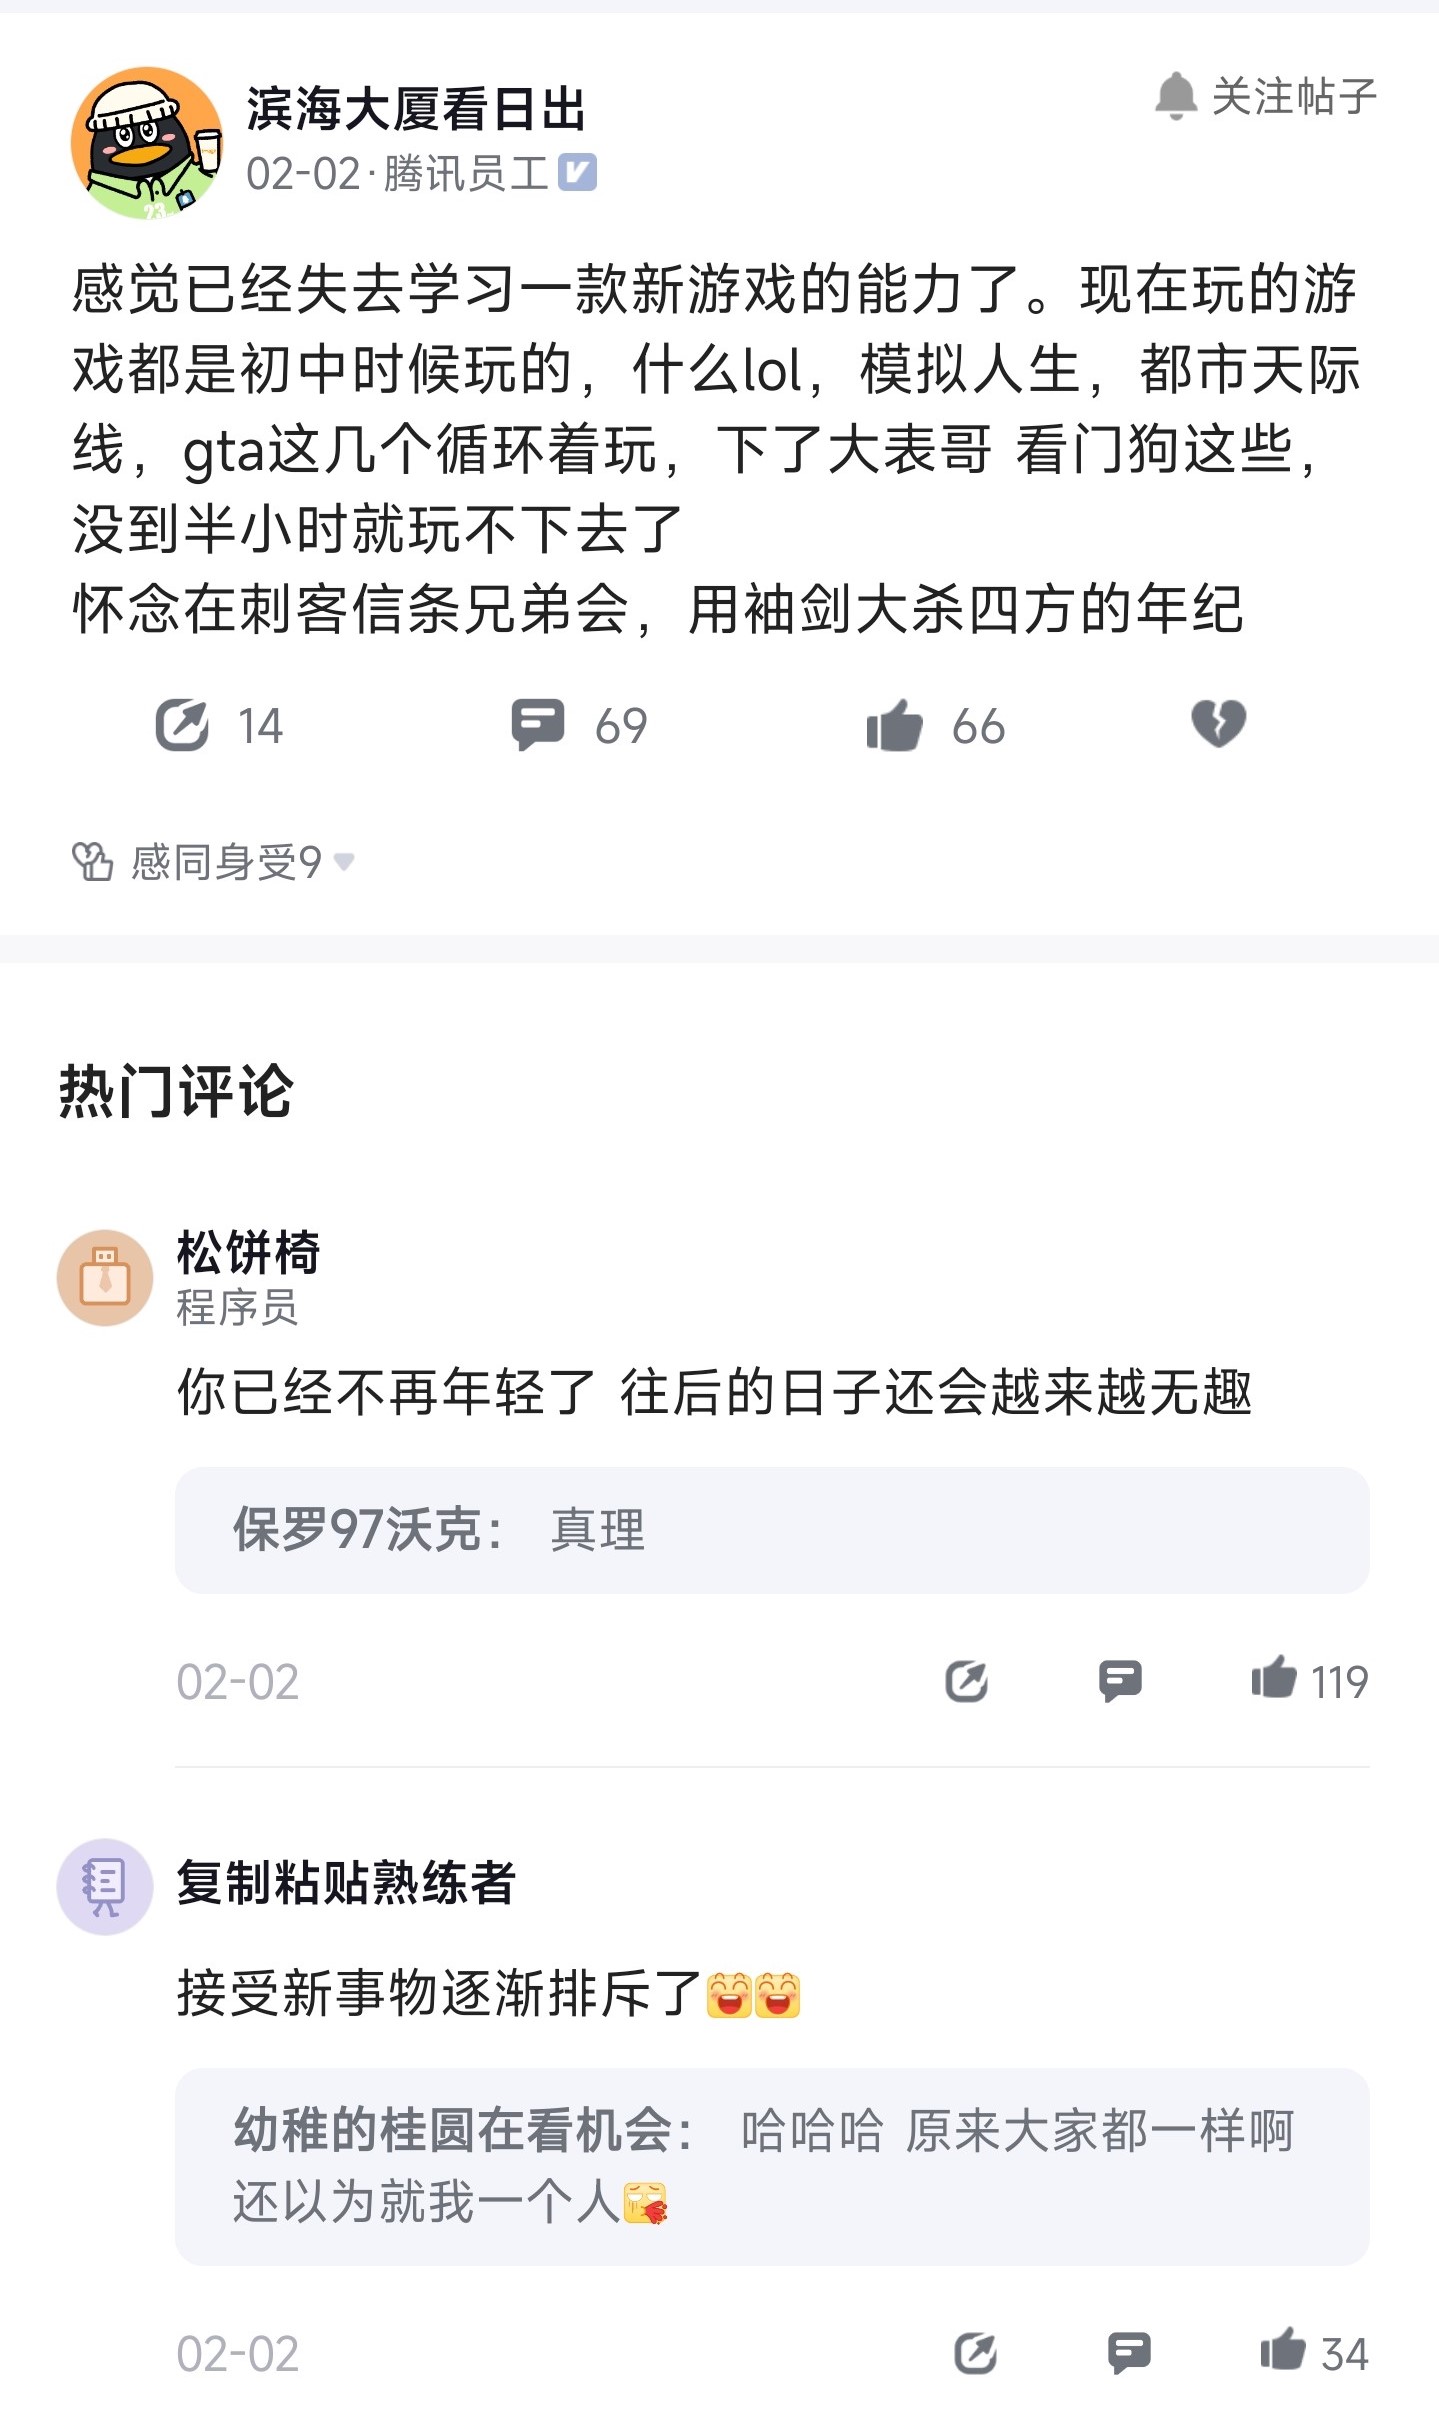 滨海大厦看日出
关注帖子
02-02·腾讯员工
23
感觉已经失去学习一款新游戏的能力了。现在玩的游
戏都是初中时候玩的，什么lol，模拟人生，都市天际
线，gta这几个循环着玩，下了大表哥 看门狗这些，
没到半小时就玩不下去了
怀念在刺客信条兄弟会，用袖剑大杀四方的年纪
14
69
66
感同身受9
热门评论
松饼椅
程序员
你已经不再年轻了 往后的日子还会越来越无趣
保罗97沃克： 真理
02-02
119
复制粘贴熟练者
接受新事物逐渐排斥了
幼稚的桂圆在看机会： 哈哈哈 原来大家都一样啊
还以为就我一个人
02-02
34